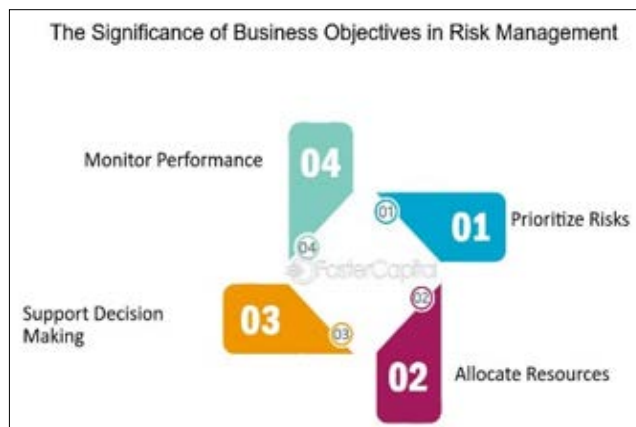 The Significance of Business Objectives in Risk Management
04
Monitor Performance
01
01
Prioritize Risks
04
FasterCapital
02
03
Support Decision
Making
03
02
Allocate Resources